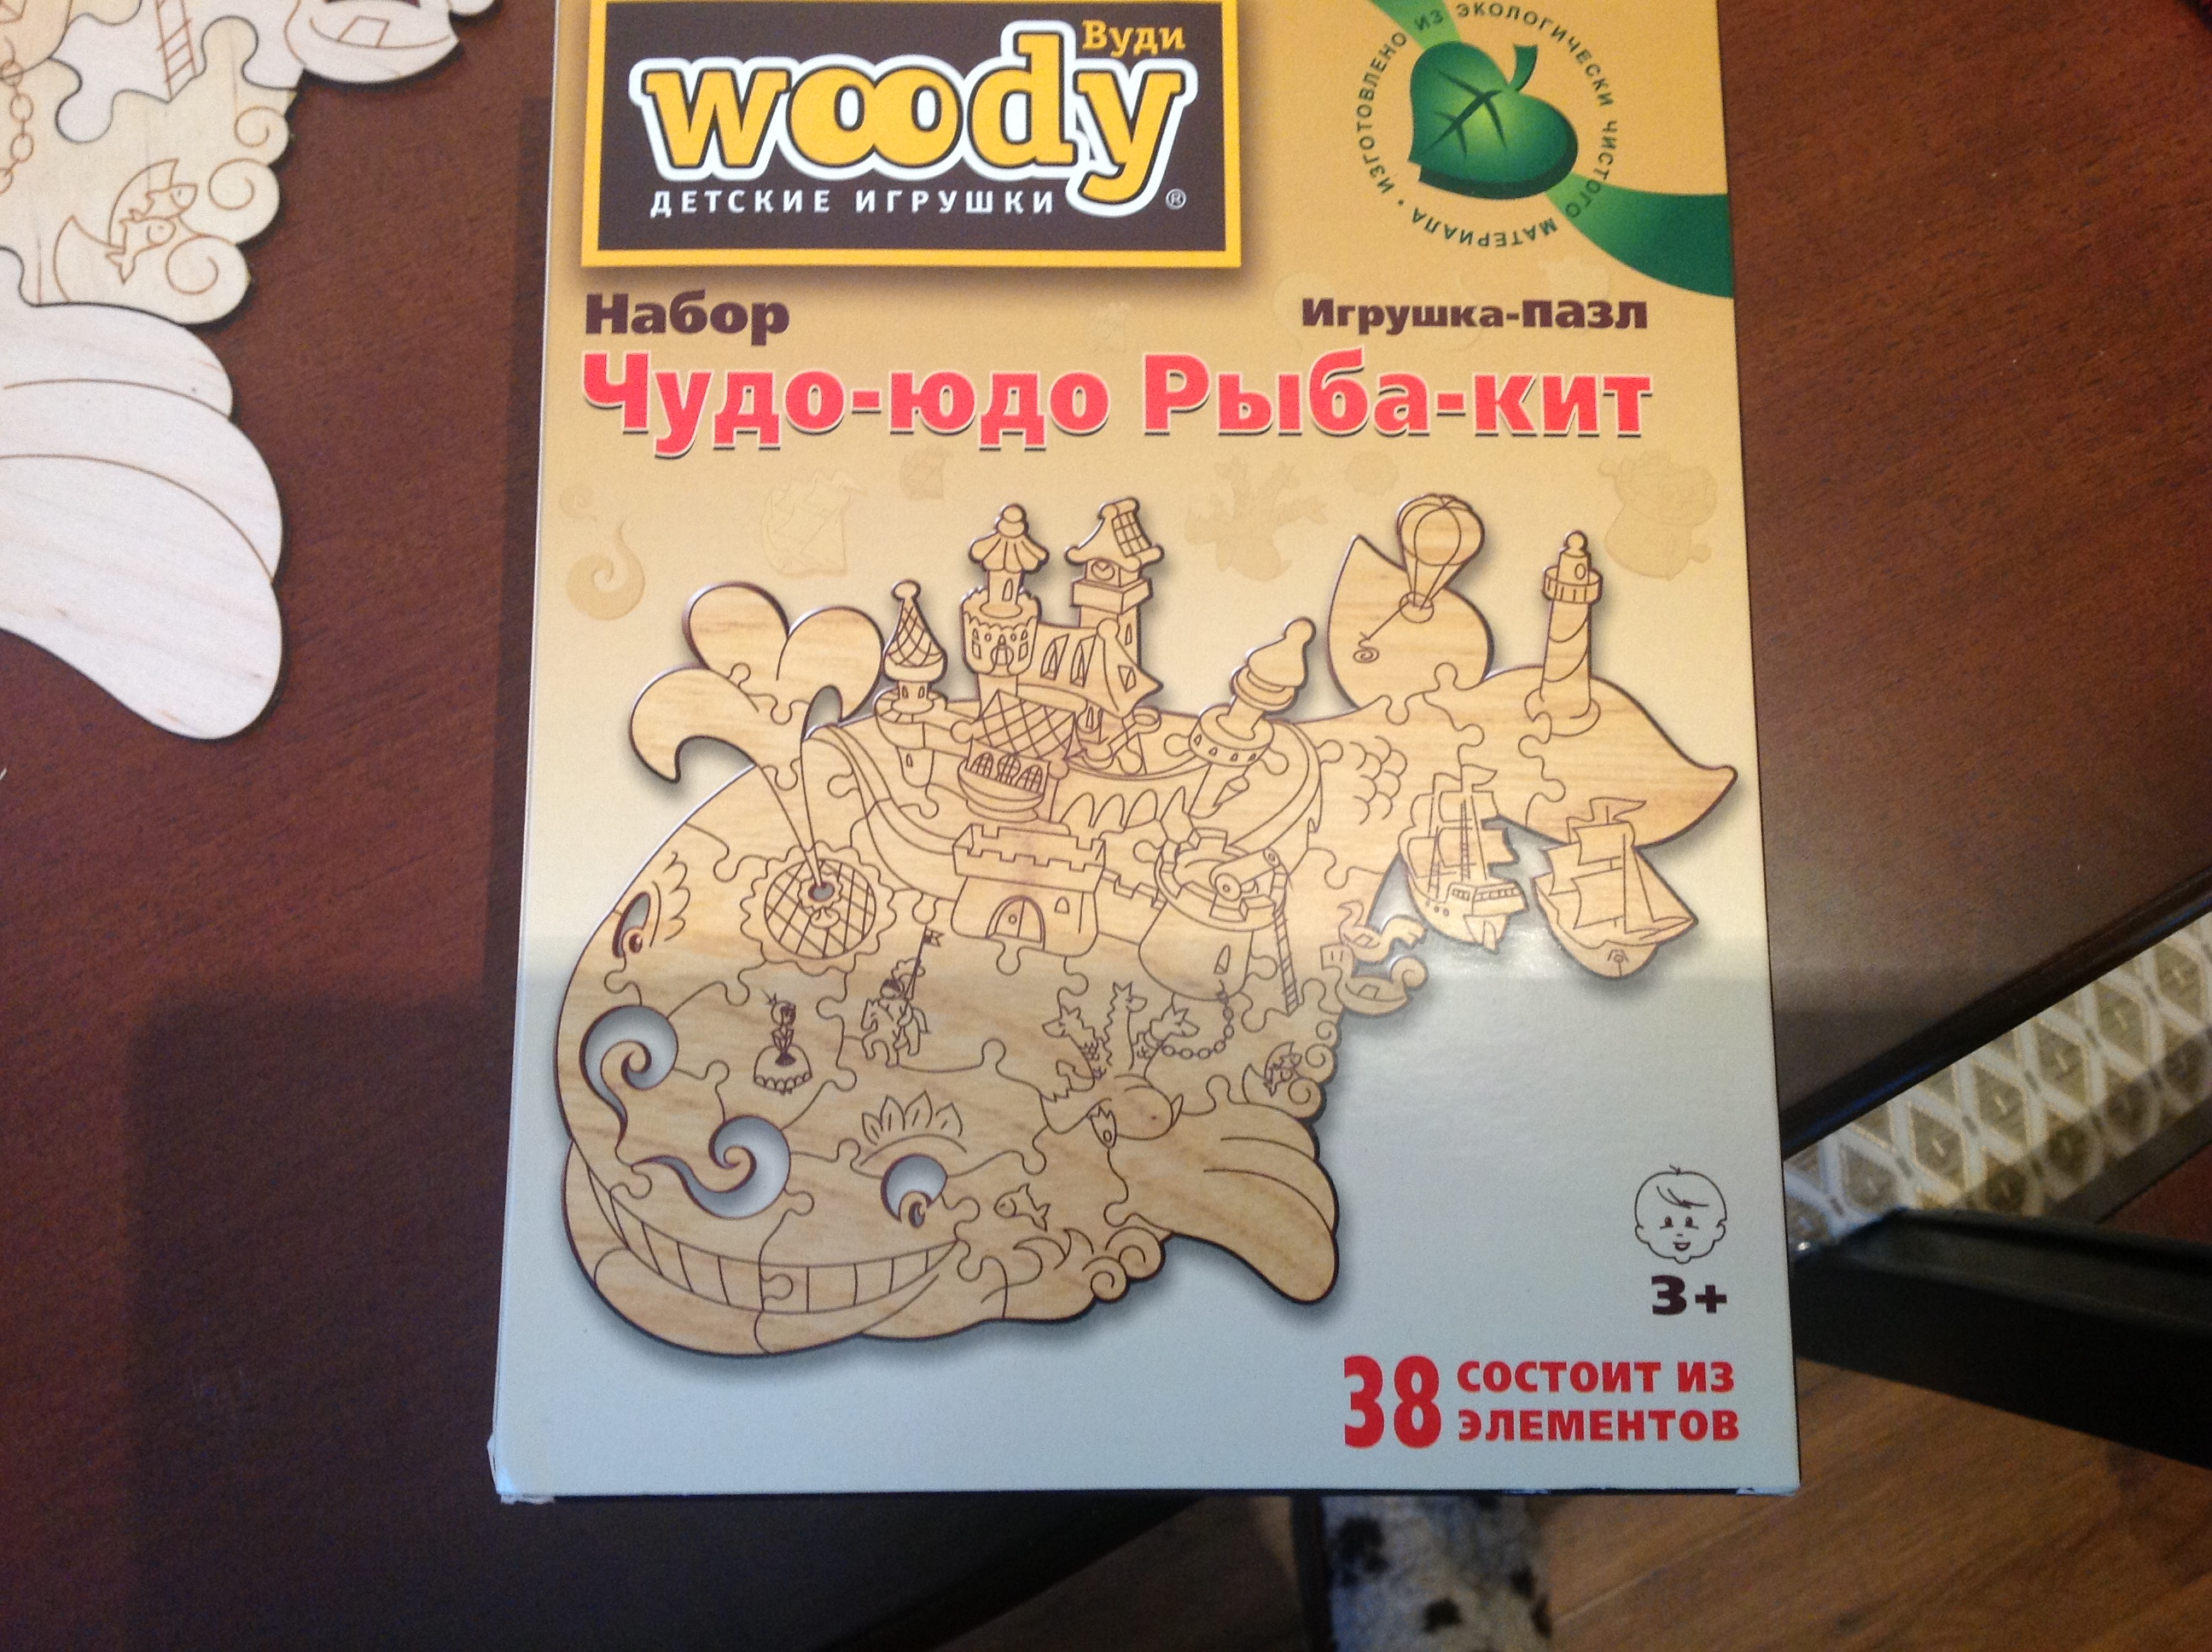 Вуди
woody
ДЕТСКИЕ ИГРУШКИ ®
ИЗГОТОВЛЕНО ИЗ ЭКОЛОГИЧЕСКИ ЧИСТОГО МАТЕРИАЛА •
Набор
Игрушка-пазл
Чудо-юдо Рыба-кит
3+
38 СОСТОИТ ИЗ
ЭЛЕМЕНТОВ